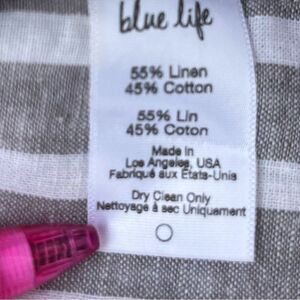 blue life
55% Linen
45% Cotton
55% Lin
45% Coton
Made in
Los Angeles, USA
Fabriqué aux États-Unis
Dry Clean Only
Nettoyage à sec Uniquement